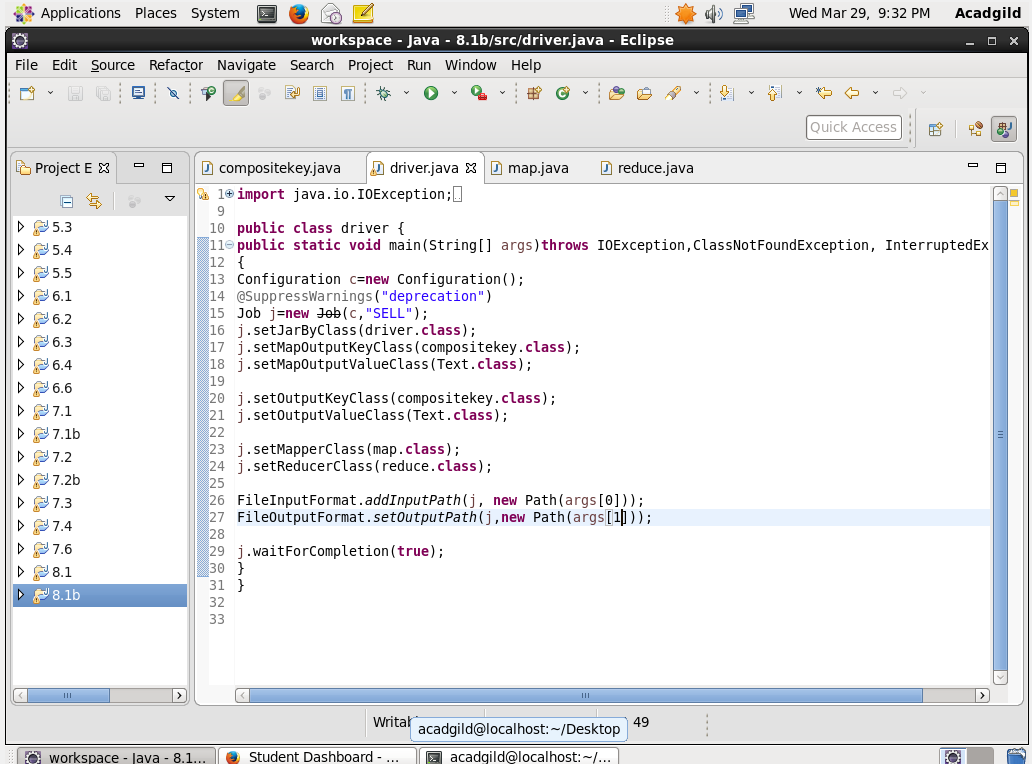 Applications Places System Wed Mar 29, 9:32 PM Acadgild
workspace - Java - 8.1b/src/driver.java - Eclipse
File Edit Source Refactor Navigate Search Project Run Window Help
Quick Access
Project E
compositekey.java driver.java map.java reduce.java
5.3
5.4
5.5
6.1
6.2
6.3
6.4
6.6
7.1
7.1b
7.2
7.2b
7.3
7.4
7.6
8.1
8.1b
1 import java.io.IOException;
9
10 public class driver {
11 public static void main(String[] args)throws IOException,ClassNotFoundException, InterruptedEx
12 {
13 Configuration c=new Configuration();
14 @SuppressWarnings("deprecation")
15 Job j=new Job(c,"SELL");
16 j.setJarByClass(driver.class);
17 j.setMapOutputKeyClass(compositekey.class);
18 j.setMapOutputValueClass(Text.class);
19
20 j.setOutputKeyClass(compositekey.class);
21 j.setOutputValueClass(Text.class);
22
23 j.setMapperClass(map.class);
24 j.setReducerClass(reduce.class);
25
26 FileInputFormat.addInputPath(j, new Path(args[0]));
27 FileOutputFormat.setOutputPath(j,new Path(args[1]));
28
29 j.waitForCompletion(true);
30 }
31 }
32
33
49
acadgild@localhost:~/Desktop
workspace - Java - 8.1... Student Dashboard - ... acadgild@localhost:~/...